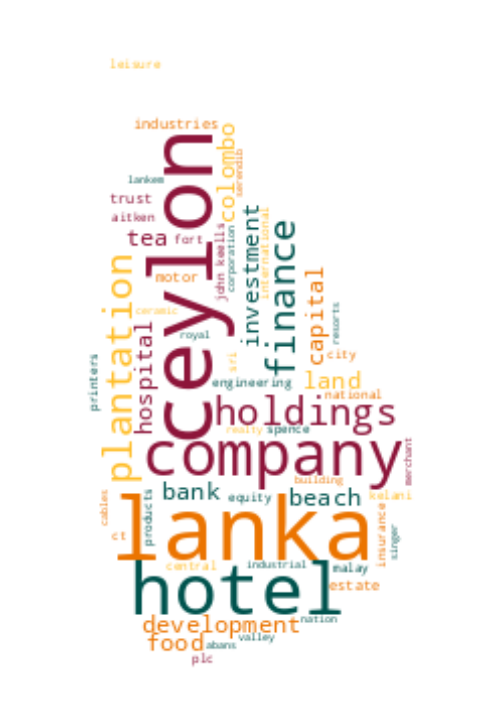 leisure
industries
ceylon
colombo
serendib
lankem
trust
aitken
tea
fort
john keells
corporation
investment
international
finance
motor
plantation
ceramic
hospital
royal
capital
resorts
city
sri
printers
engineering
land
national
holdings
realty
spence
company
merchant
building
bank
equity
beach
kelani
cables
products
lanka
insurance
singer
ct
central
industrial
malay
hotel
estate
development
nation
food
abans
valley
plc